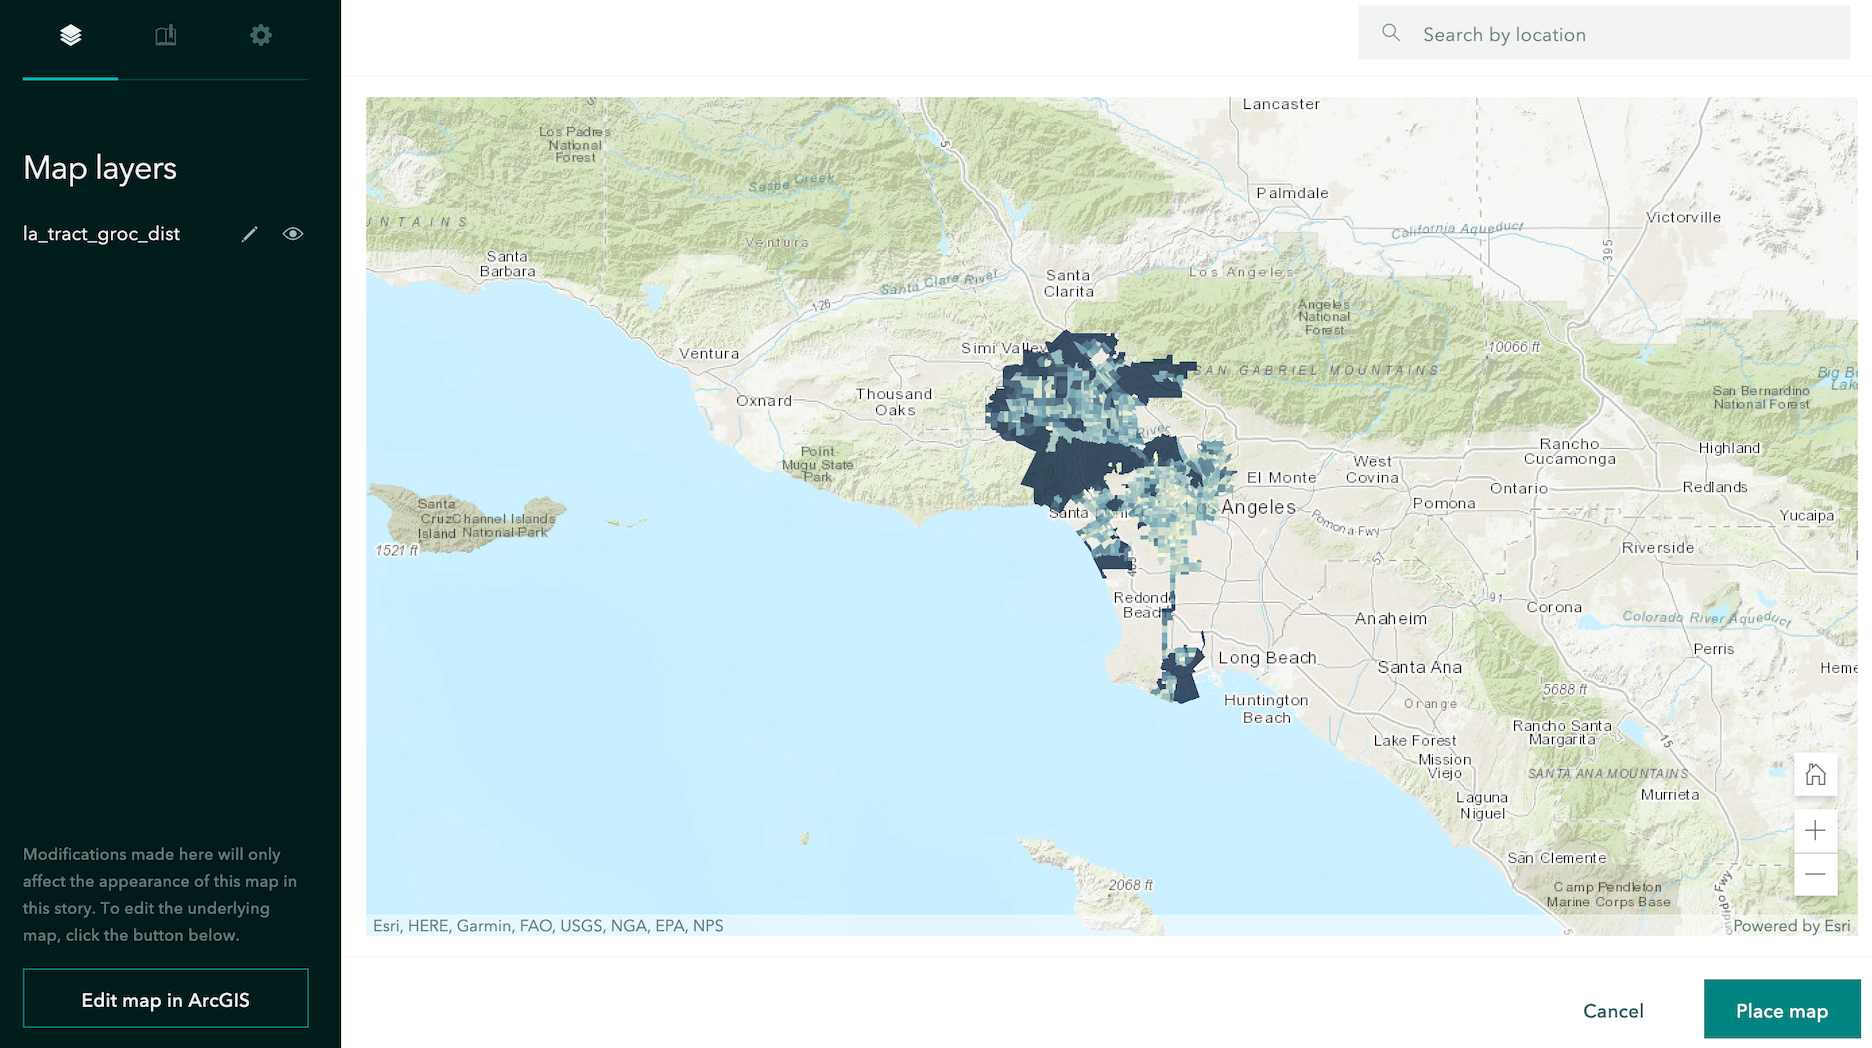 Search by location
Map layers
la_tract_groc_dist
Modifications made here will only
affect the appearance of this map in
this story. To edit the underlying
map, click the button below.
Edit map in ArcGIS
Lancaster
Los Padres
National
Forest
5
Sespe Creek
Palmdale
Victorville
UNTAINS
California Aqueduct
Ventura
395
Santa
Barbara
Santa Clara River
Santa
Clarita
Los Angeles
126
Angeles
National
Forest
Ventura
Simi Valley
10066 ft
SAN GABRIEL MOUNTAINS
Big B
Lak
San Bernardino
National Forest
Oxnard
Thousand
Oaks
River
Rancho
Cucamonga
Highland
Point
Mugu State
Park
El Monte
West
Covina
Ontario
Redlands
Pomona
Santa
Cruz
Island
Channel Islands
National Park
Santa
Los Angeles
Pomona Fwy
Yucaipa
1521 ft
57
Riverside
Redondo
Beach
91
Corona
Anaheim
Colorado River Aqueduct
Perris
Long Beach
Santa Ana
Heme
5688 ft
Huntington
Beach
Orange
Rancho Santa
Margarita
15
Lake Forest
Mission
Viejo
SANTA ANA MOUNTAINS
Murrieta
Laguna
Niguel
San Clemente
2068 ft
Camp Pendleton
Marine Corps Base
5
Esri, HERE, Garmin, FAO, USGS, NGA, EPA, NPS
Powered by Esri
Cancel
Place map